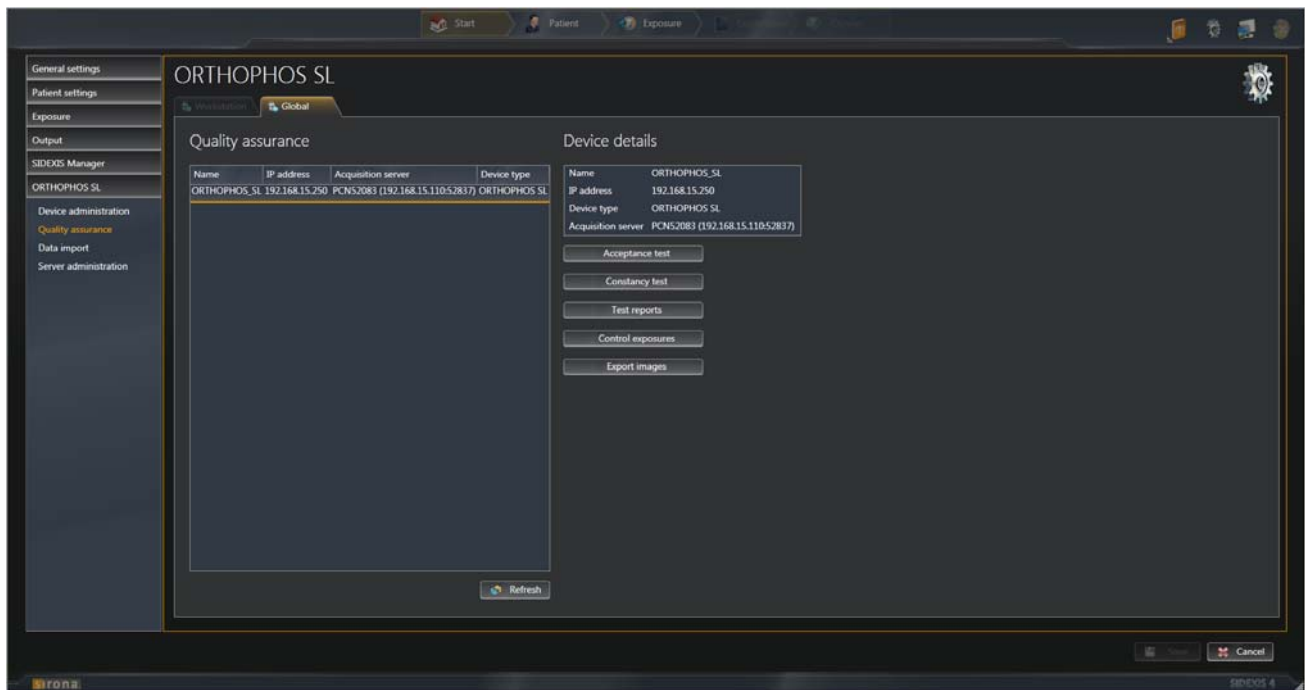 Start Patient Exposure
General settings
Patient settings
Exposure
Output
SIDEXIS Manager
ORTHOPHOS SL
Device administration
Quality assurance
Data import
Server administration
ORTHOPHOS SL
Workstation Global
Quality assurance
Name IP address Acquisition server Device type
ORTHOPHOS_SL 192.168.15.250 PCN52083 (192.168.15.110:52837) ORTHOPHOS SL
Refresh
Device details
Name ORTHOPHOS_SL
IP address 192.168.15.250
Device type ORTHOPHOS SL
Acquisition server PCN52083 (192.168.15.110:52837)
Acceptance test
Constancy test
Test reports
Control exposures
Export images
Save Cancel
sirona SIDEXIS 4